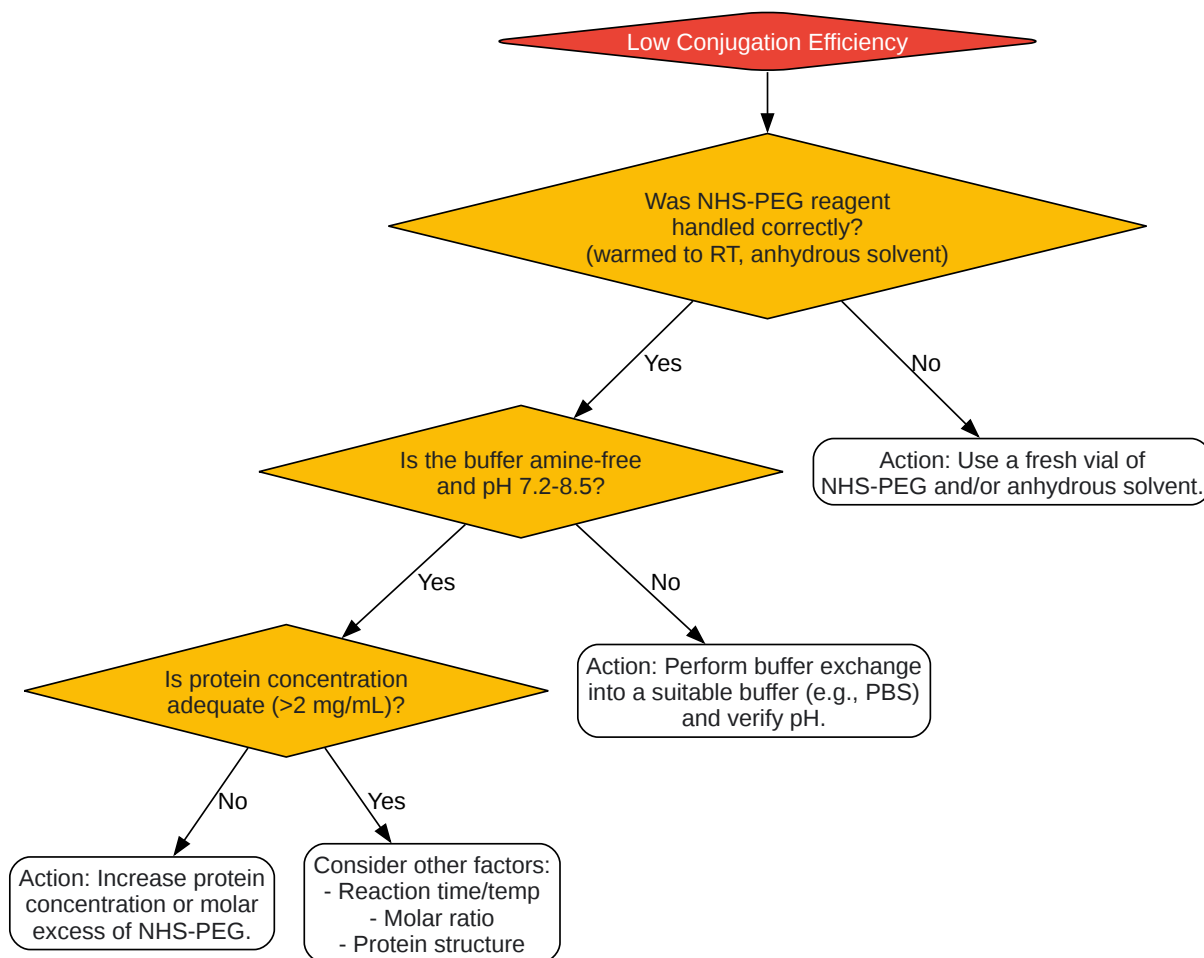 Low Conjugation Efficiency
Was NHS-PEG reagent
handled correctly?
(warmed to RT, anhydrous solvent)
Yes
No
Is the buffer amine-free
and pH 7.2-8.5?
Action: Use a fresh vial of
NHS-PEG and/or anhydrous solvent.
Yes
No
Is protein concentration
adequate (>2 mg/mL)?
Action: Perform buffer exchange
into a suitable buffer (e.g., PBS)
and verify pH.
No
Yes
Action: Increase protein
concentration or molar
excess of NHS-PEG.
Consider other factors:
- Reaction time/temp
- Molar ratio
- Protein structure